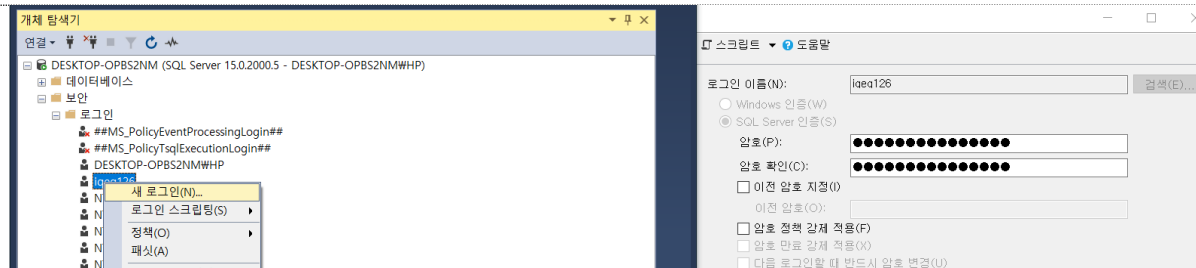 개체 탐색기
연결
DESKTOP-OPBS2NM (SQL Server 15.0.2000.5 - DESKTOP-OPBS2NM₩HP)
데이터베이스
보안
로그인
##MS_PolicyEventProcessingLogin##
##MS_PolicyTsqlExecutionLogin##
DESKTOP-OPBS2NM₩HP
새 로그인(N)...
로그인 스크립팅(S)
정책(O)
패싯(A)
스크립트 도움말
로그인 이름(N): iqeq126 검색(E)...
Windows 인증(W)
SQL Server 인증(S)
암호(P):
암호 확인(C):
이전 암호 지정(I)
이전 암호(O):
암호 정책 강제 적용(F)
암호 만료 강제 적용(X)
다음 로그인할 때 반드시 암호 변경(U)